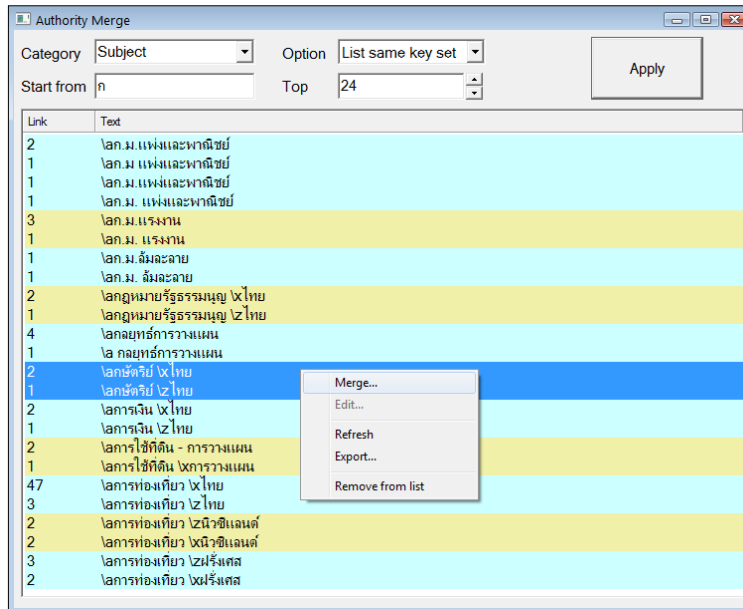 Authority Merge
Category Subject Option List same key set Apply
Start from ก Top 24
Link Text
2 \aก.ม.แพ่งและพาณิชย์
1 \aก.ม แพ่งและพาณิชย์
1 \aก.ม.แพ่งและพาณิชย์
1 \aก.ม. แพ่งและพาณิชย์
3 \aก.ม.แรงงาน
1 \aก.ม. แรงงาน
1 \aก.ม.ล้มละลาย
1 \aก.ม. ล้มละลาย
2 \aกฎหมายรัฐธรรมนูญ \xไทย
1 \aกฎหมายรัฐธรรมนูญ \zไทย
4 \aกลยุทธ์การวางแผน
1 \a กลยุทธ์การวางแผน
2 \aกษัตริย์ \xไทย
1 \aกษัตริย์ \zไทย
2 \aการเงิน \xไทย
1 \aการเงิน \zไทย
2 \aการใช้ที่ดิน - การวางแผน
1 \aการใช้ที่ดิน \xการวางแผน
47 \aการท่องเที่ยว \xไทย
3 \aการท่องเที่ยว \zไทย
2 \aการท่องเที่ยว \zนิวซีแลนด์
2 \aการท่องเที่ยว \xนิวซีแลนด์
3 \aการท่องเที่ยว \zฝรั่งเศส
2 \aการท่องเที่ยว \xฝรั่งเศส
Merge...
Edit...
Refresh
Export...
Remove from list